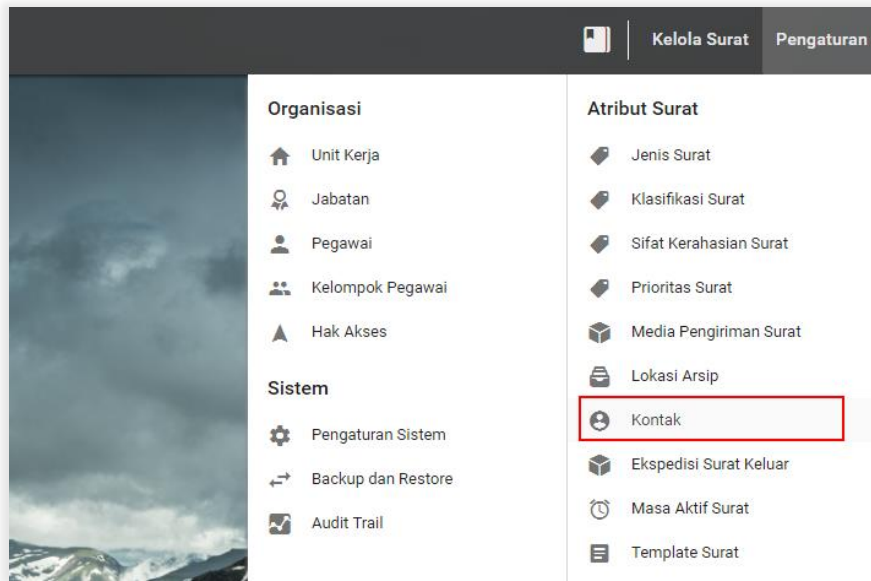 Kelola Surat
Pengaturan
Organisasi
Unit Kerja
Jabatan
Pegawai
Kelompok Pegawai
Hak Akses
Sistem
Pengaturan Sistem
Backup dan Restore
Audit Trail
Atribut Surat
Jenis Surat
Klasifikasi Surat
Sifat Kerahasian Surat
Prioritas Surat
Media Pengiriman Surat
Lokasi Arsip
Kontak
Ekspedisi Surat Keluar
Masa Aktif Surat
Template Surat